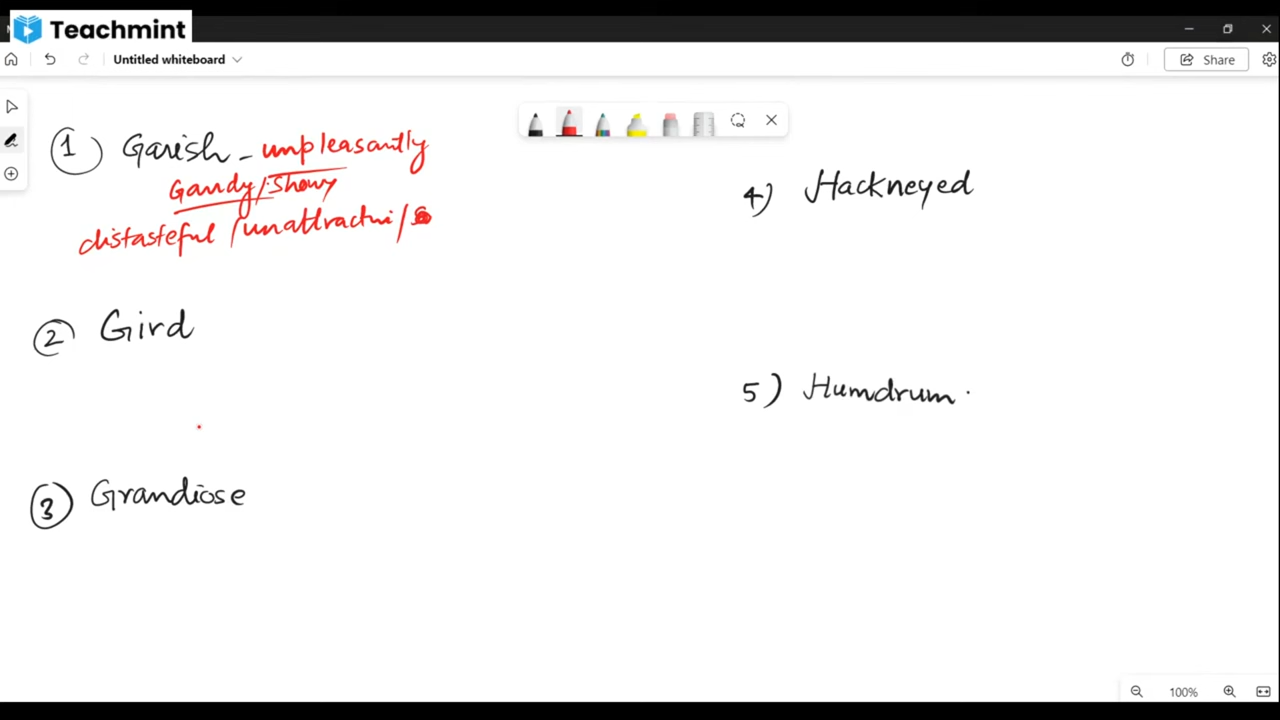 Teachmint
Untitled whiteboard
Share
1) Garish - unpleasantly
Gaudy/showy
distasteful /unattractive/
2 Gird
3 Grandiose
4) Hackneyed
5) Humdrum .
100%